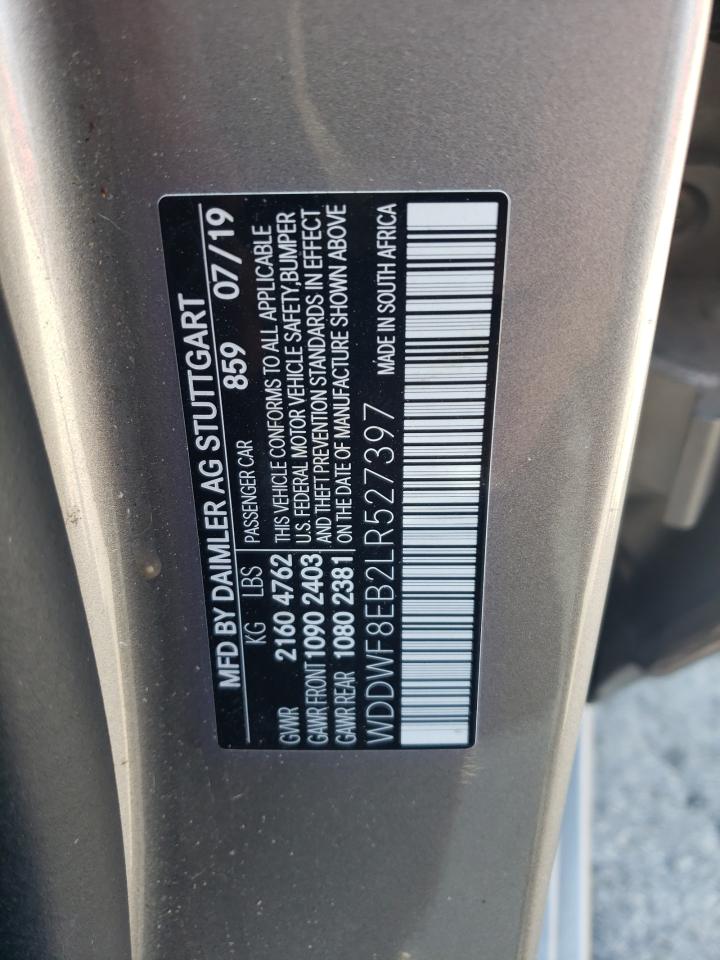 MFD BY DAIMLER AG STUTTGART
KG LBS PASSENGER CAR 859 07/19
GWR 2160 4762
GAWR FRONT 1090 2403
GAWR REAR 1080 2381
THIS VEHICLE CONFORMS TO ALL APPLICABLE
U.S. FEDERAL MOTOR VEHICLE SAFETY, BUMPER
AND THEFT PREVENTION STANDARDS IN EFFECT
ON THE DATE OF MANUFACTURE SHOWN ABOVE
WDDWF8EB2LR527397 MADE IN SOUTH AFRICA